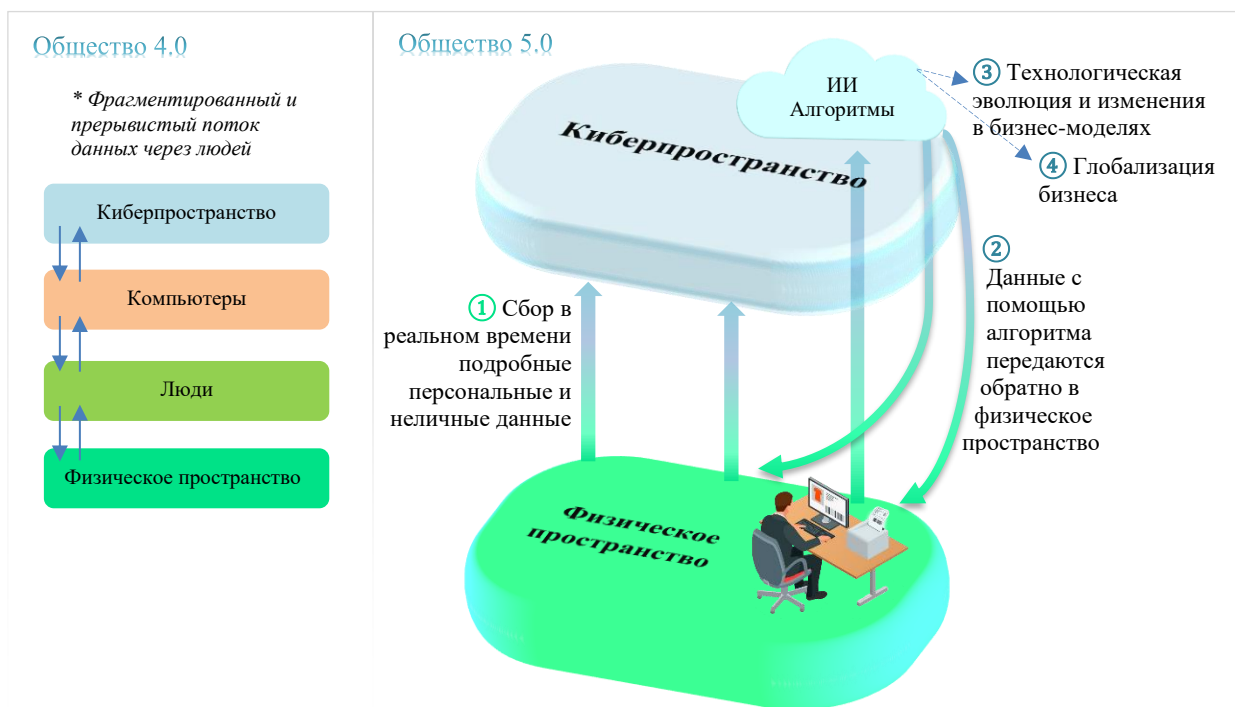 Общество 4.0
* Фрагментированный и
прерывистый поток
данных через людей
Киберпространство
Компьютеры
Люди
Физическое пространство
Общество 5.0
ИИ
Алгоритмы
Киберпространство
③ Технологическая
эволюция и изменения
в бизнес-моделях
④ Глобализация
бизнеса
① Сбор в
реальном времени
подробные
персональные и
неличные данные
②
Данные с
помощью
алгоритма
передаются
обратно в
физическое
пространство
Физическое
пространство